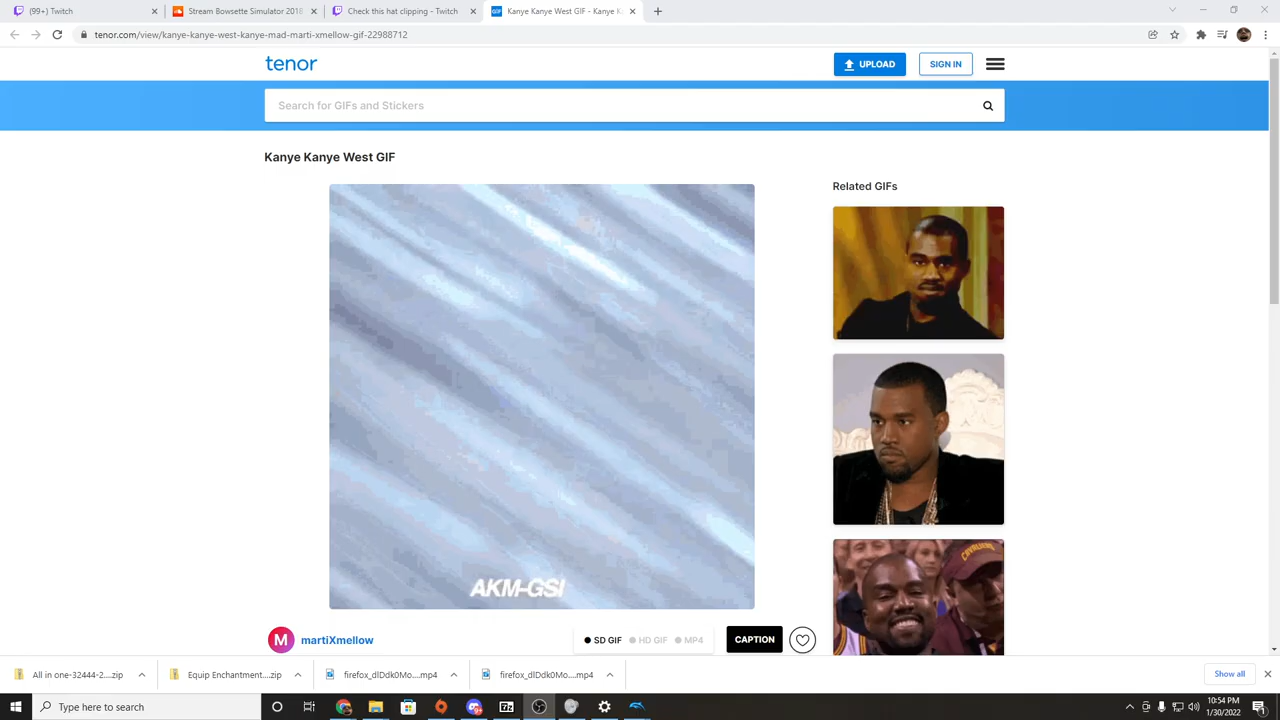 (99+) Twitch
Stream Bowsette Simulator 2018
Check this hat clipping - Twitch
Kanye Kanye West GIF - Kanye K
tenor.com/view/kanye-kanye-west-kanye-mad-marti-xmellow-gif-22988712
tenor
UPLOAD
SIGN IN
Search for GIFs and Stickers
Kanye Kanye West GIF
Related GIFs
CAVALIERS
AKM-GSI
M
martiXmellow
SD GIF
HD GIF
MP4
CAPTION
All in one-32444-2....zip
Equip Enchantment....zip
firefox_dlDdk0Mo....mp4
firefox_dlDdk0Mo....mp4
Show all
Type here to search
10:54 PM
1/30/2022